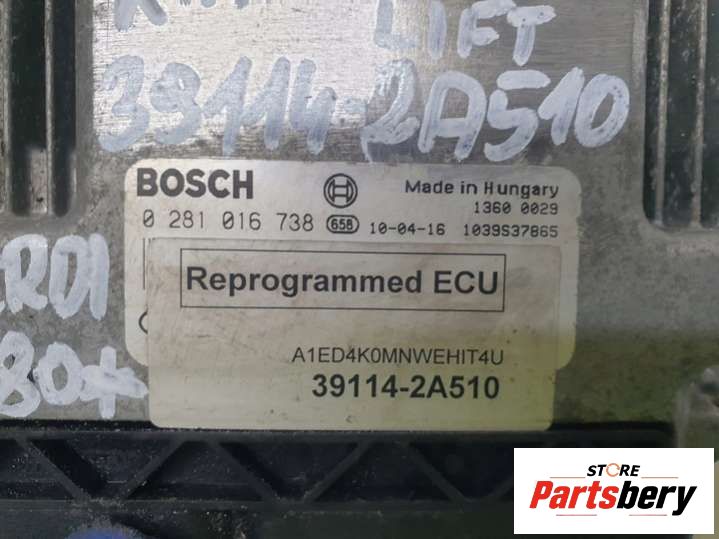 LIFT
39114-2A510
BOSCH
Made in Hungary
1360 0029
0 281 016 738 658 10-04-16 1039S37865
CRDI
Reprogrammed ECU
A1ED4K0MNWEHIT4U
39114-2A510
STORE
Partsbery